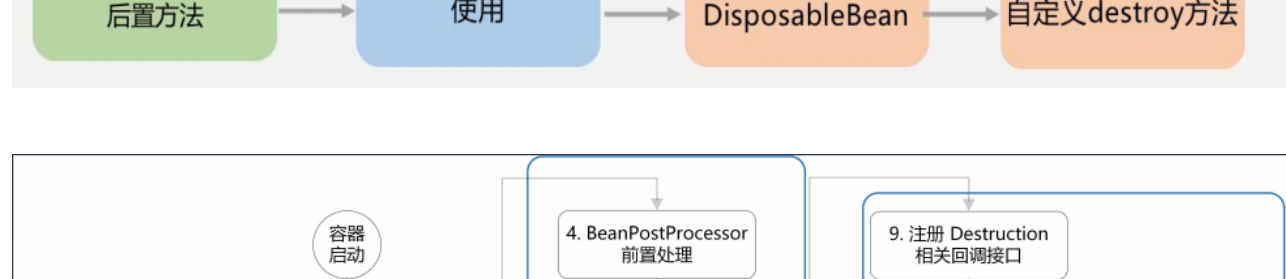 后置方法
使用
DisposableBean
自定义destroy方法
容器
启动
4. BeanPostProcessor
前置处理
9. 注册 Destruction
相关回调接口